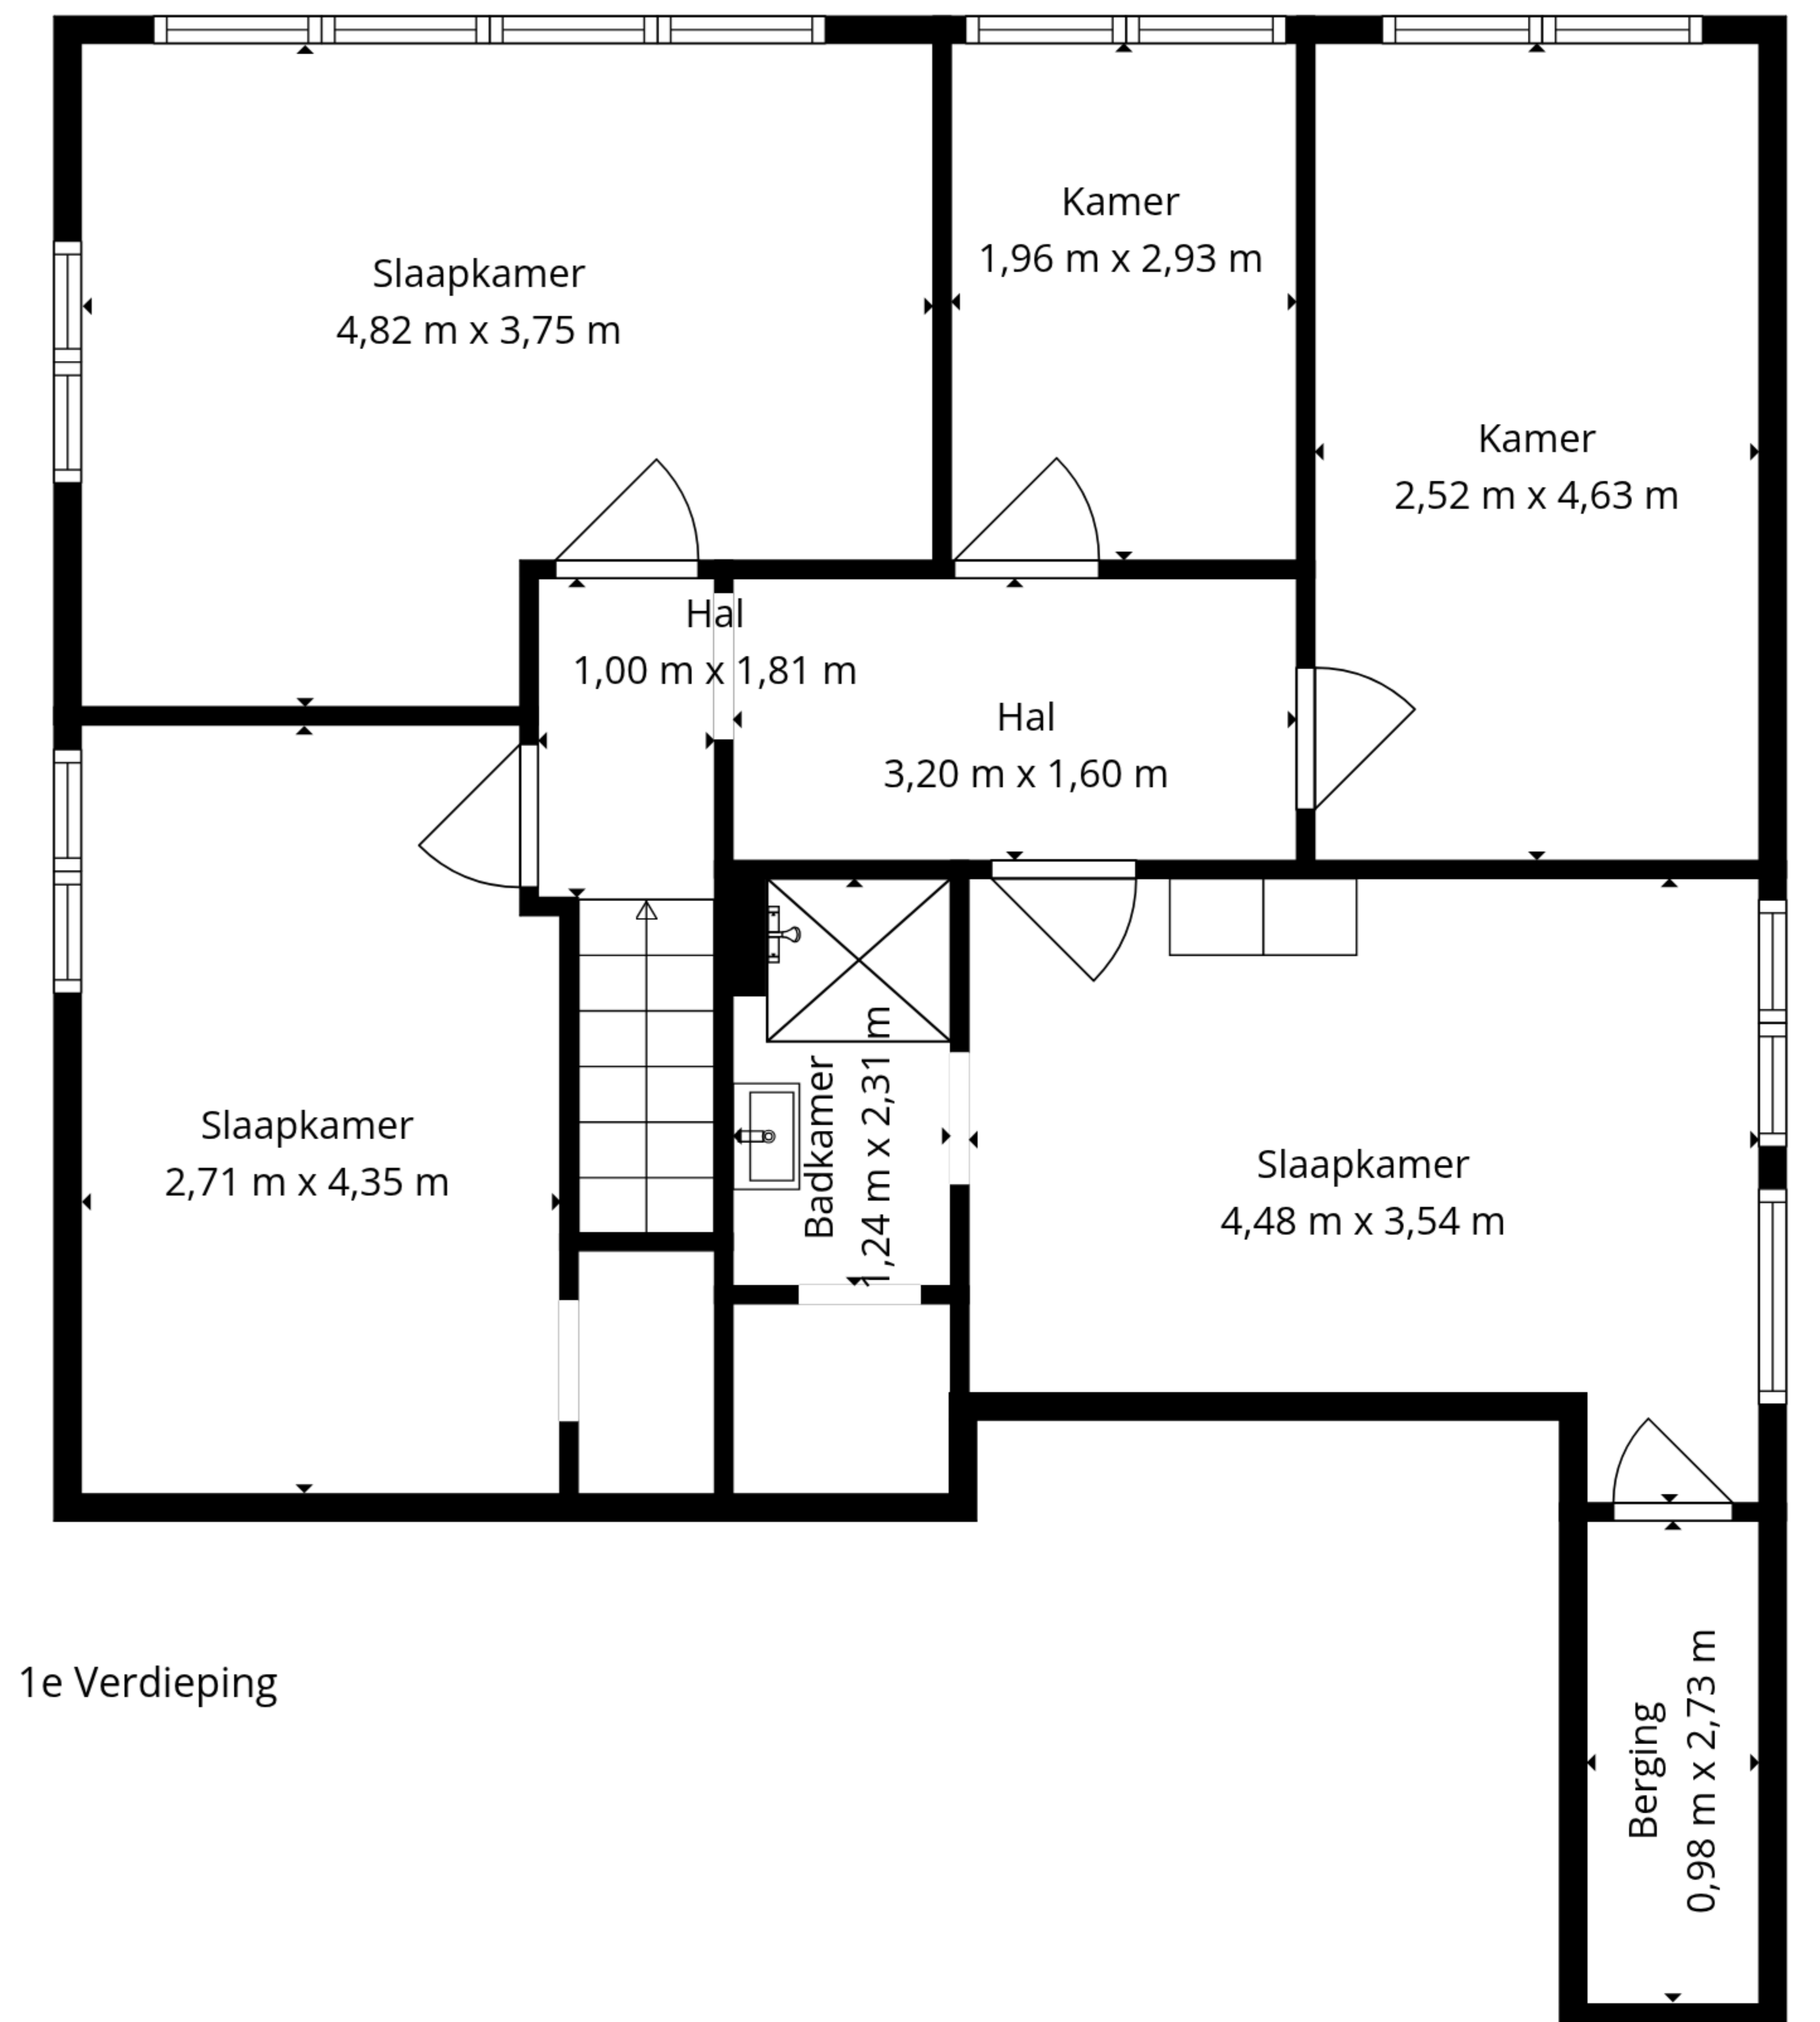 Slaapkamer
4,82 m x 3,75 m
Kamer
1,96 m x 2,93 m
Kamer
2,52 m x 4,63 m
Hal
1,00 m x 1,81 m
Hal
3,20 m x 1,60 m
Slaapkamer
2,71 m x 4,35 m
Badkamer
1,24 m x 2,31 m
Slaapkamer
4,48 m x 3,54 m
1e Verdieping
Berging
0,98 m x 2,73 m